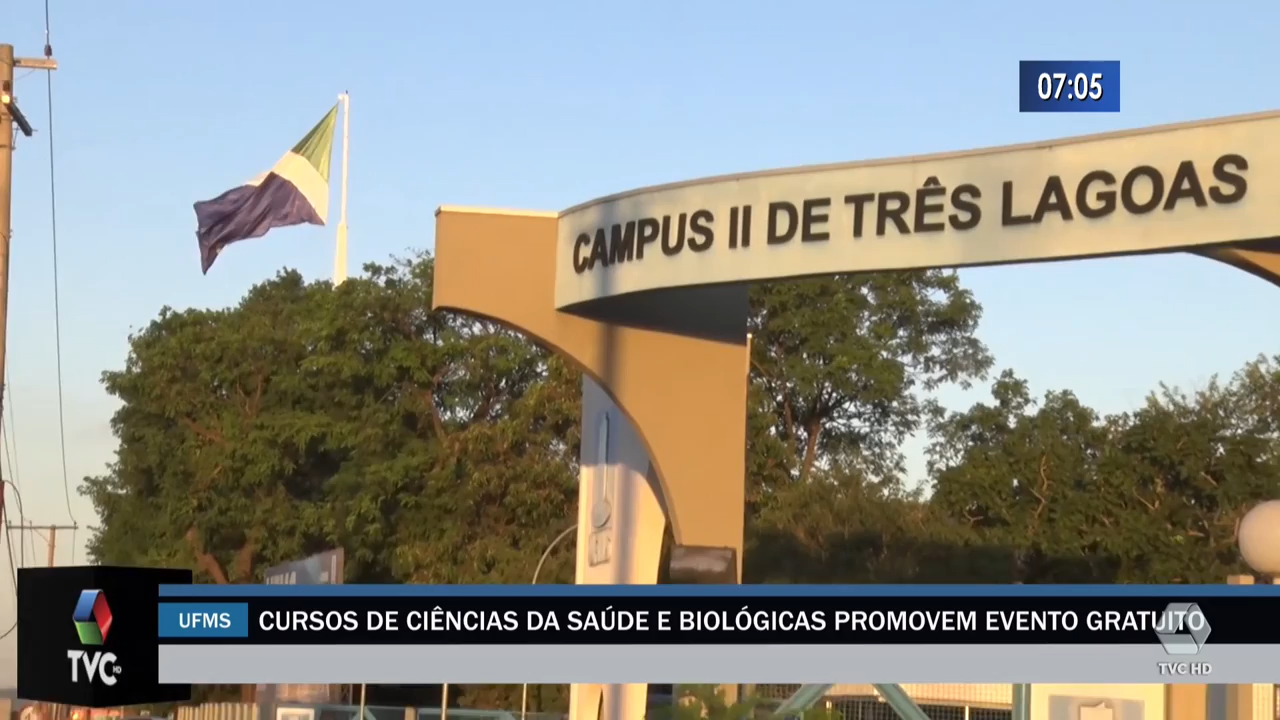 07:05
CAMPUS II DE TRÊS LAGOAS
UFMS
CURSOS DE CIÊNCIAS DA SAÚDE E BIOLÓGICAS PROMOVEM EVENTO GRATUITO
TVC HD
TVC HD